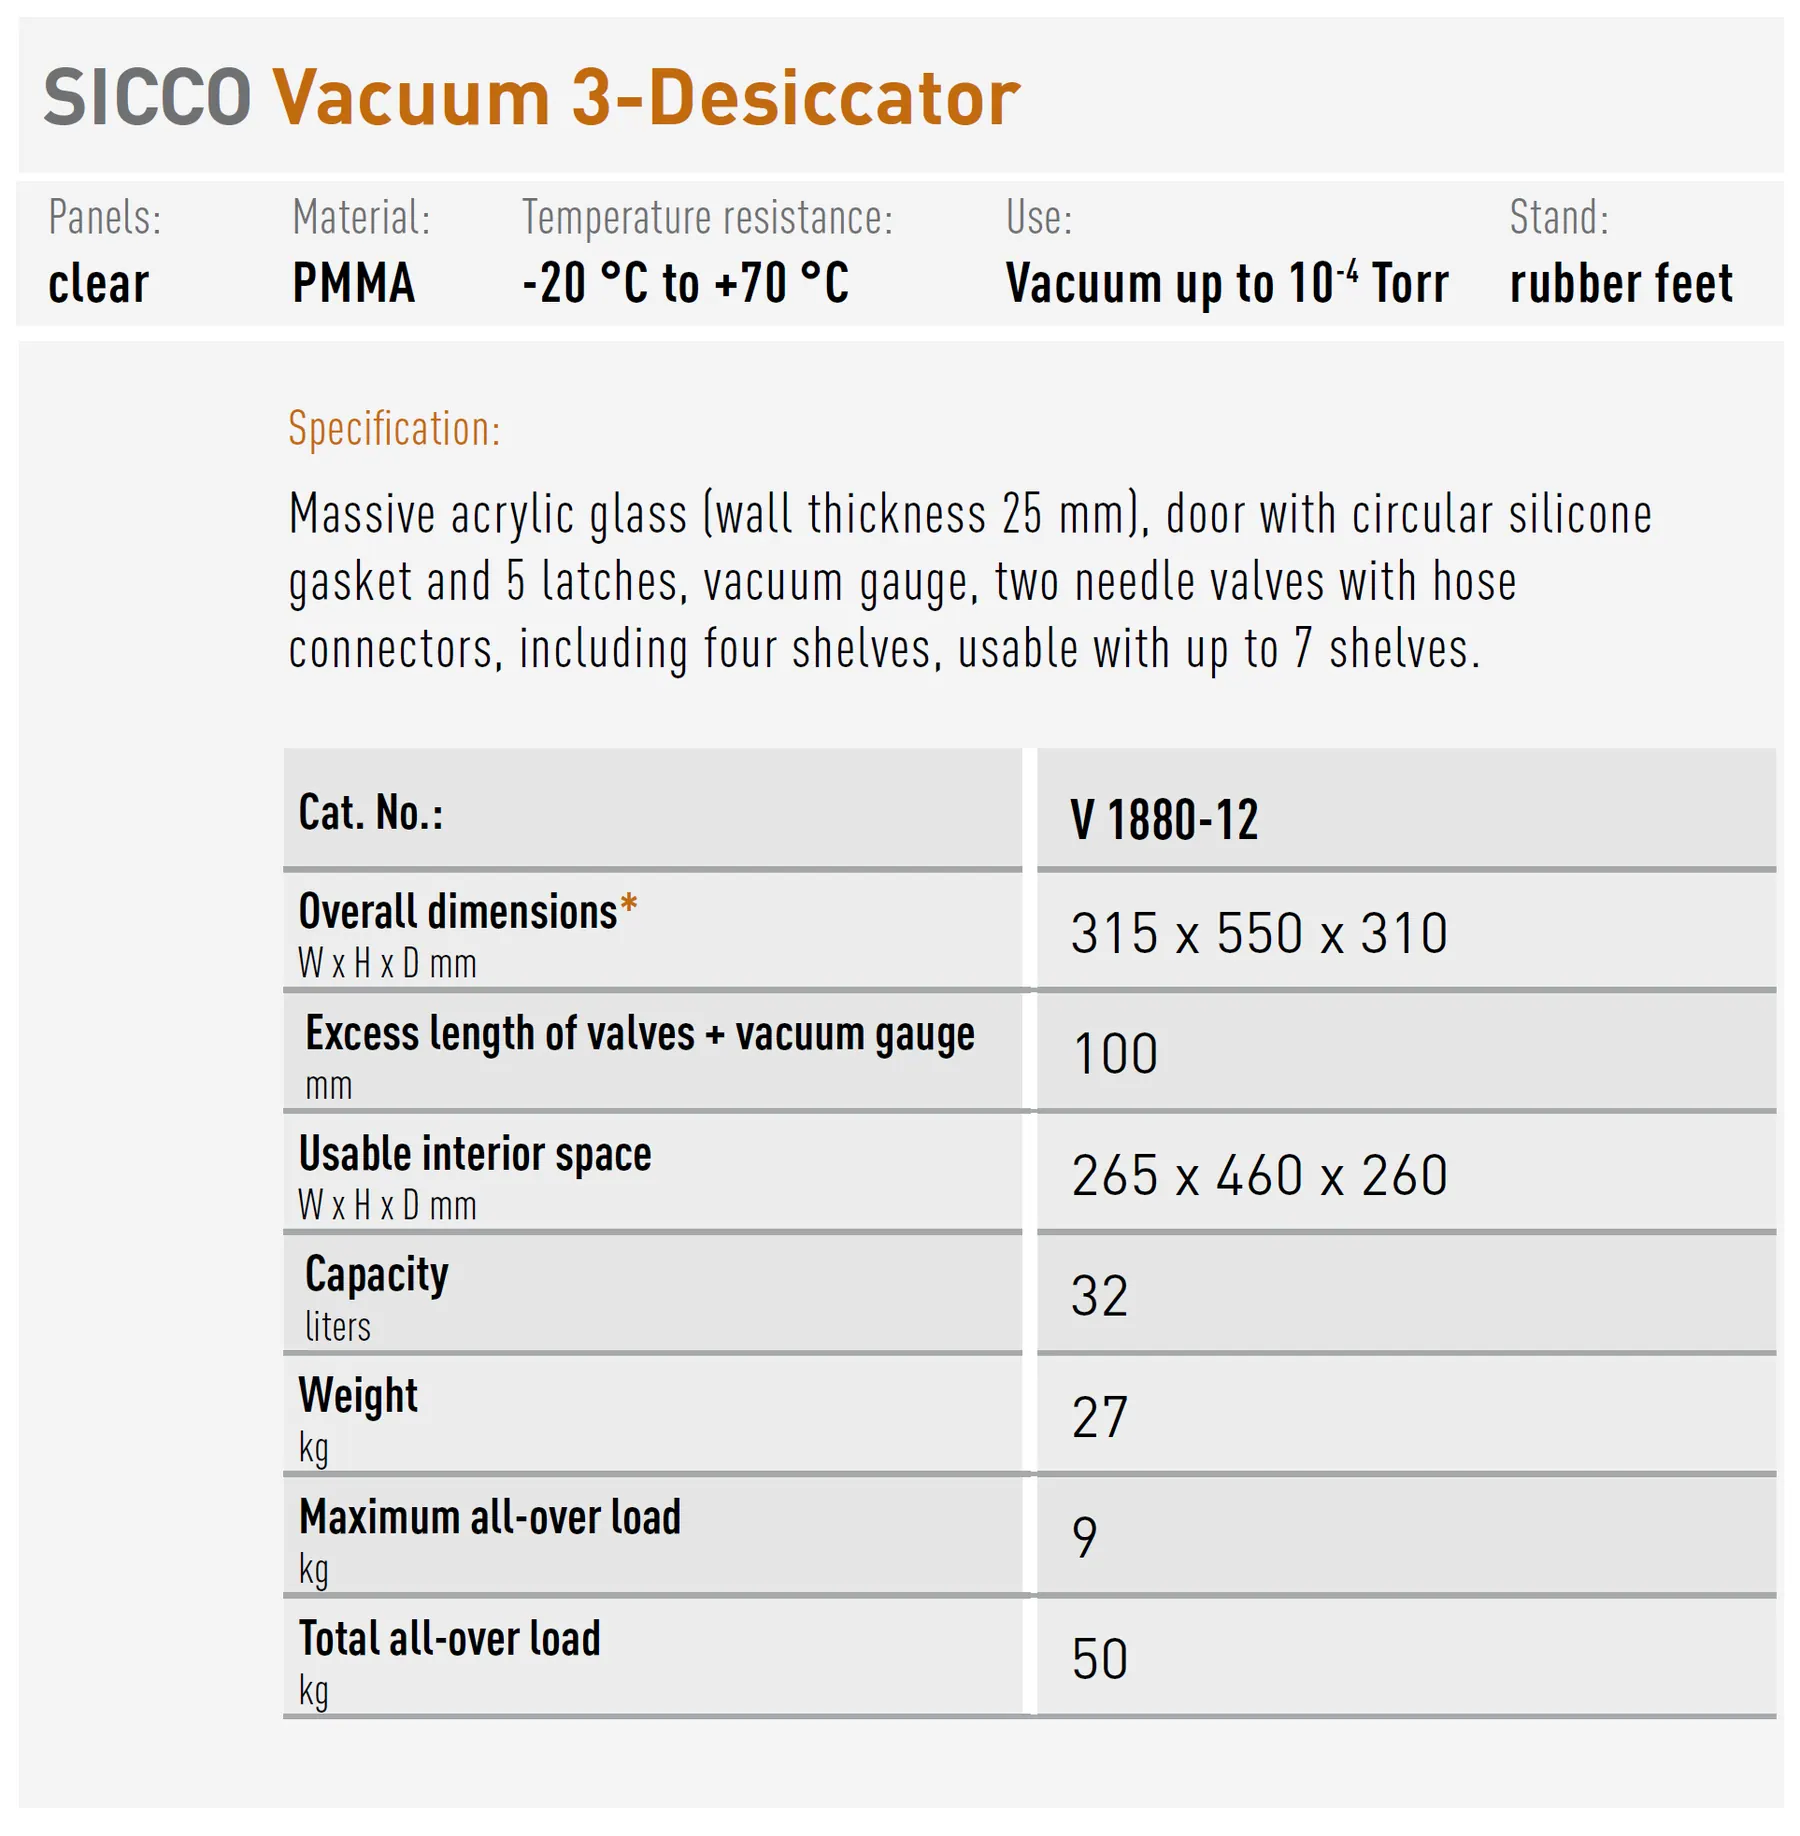 SICCO Vacuum 3-Desiccator
Panels: Material: Temperature resistance: Use: Stand:
clear PMMA -20 °C to +70 °C Vacuum up to 10⁻⁴ Torr rubber feet
Specification:
Massive acrylic glass (wall thickness 25 mm), door with circular silicone
gasket and 5 latches, vacuum gauge, two needle valves with hose
connectors, including four shelves, usable with up to 7 shelves.
Cat. No.: V 1880-12
Overall dimensions* 315 x 550 x 310
W x H x D mm
Excess length of valves + vacuum gauge 100
mm
Usable interior space 265 x 460 x 260
W x H x D mm
Capacity 32
liters
Weight 27
kg
Maximum all-over load 9
kg
Total all-over load 50
kg